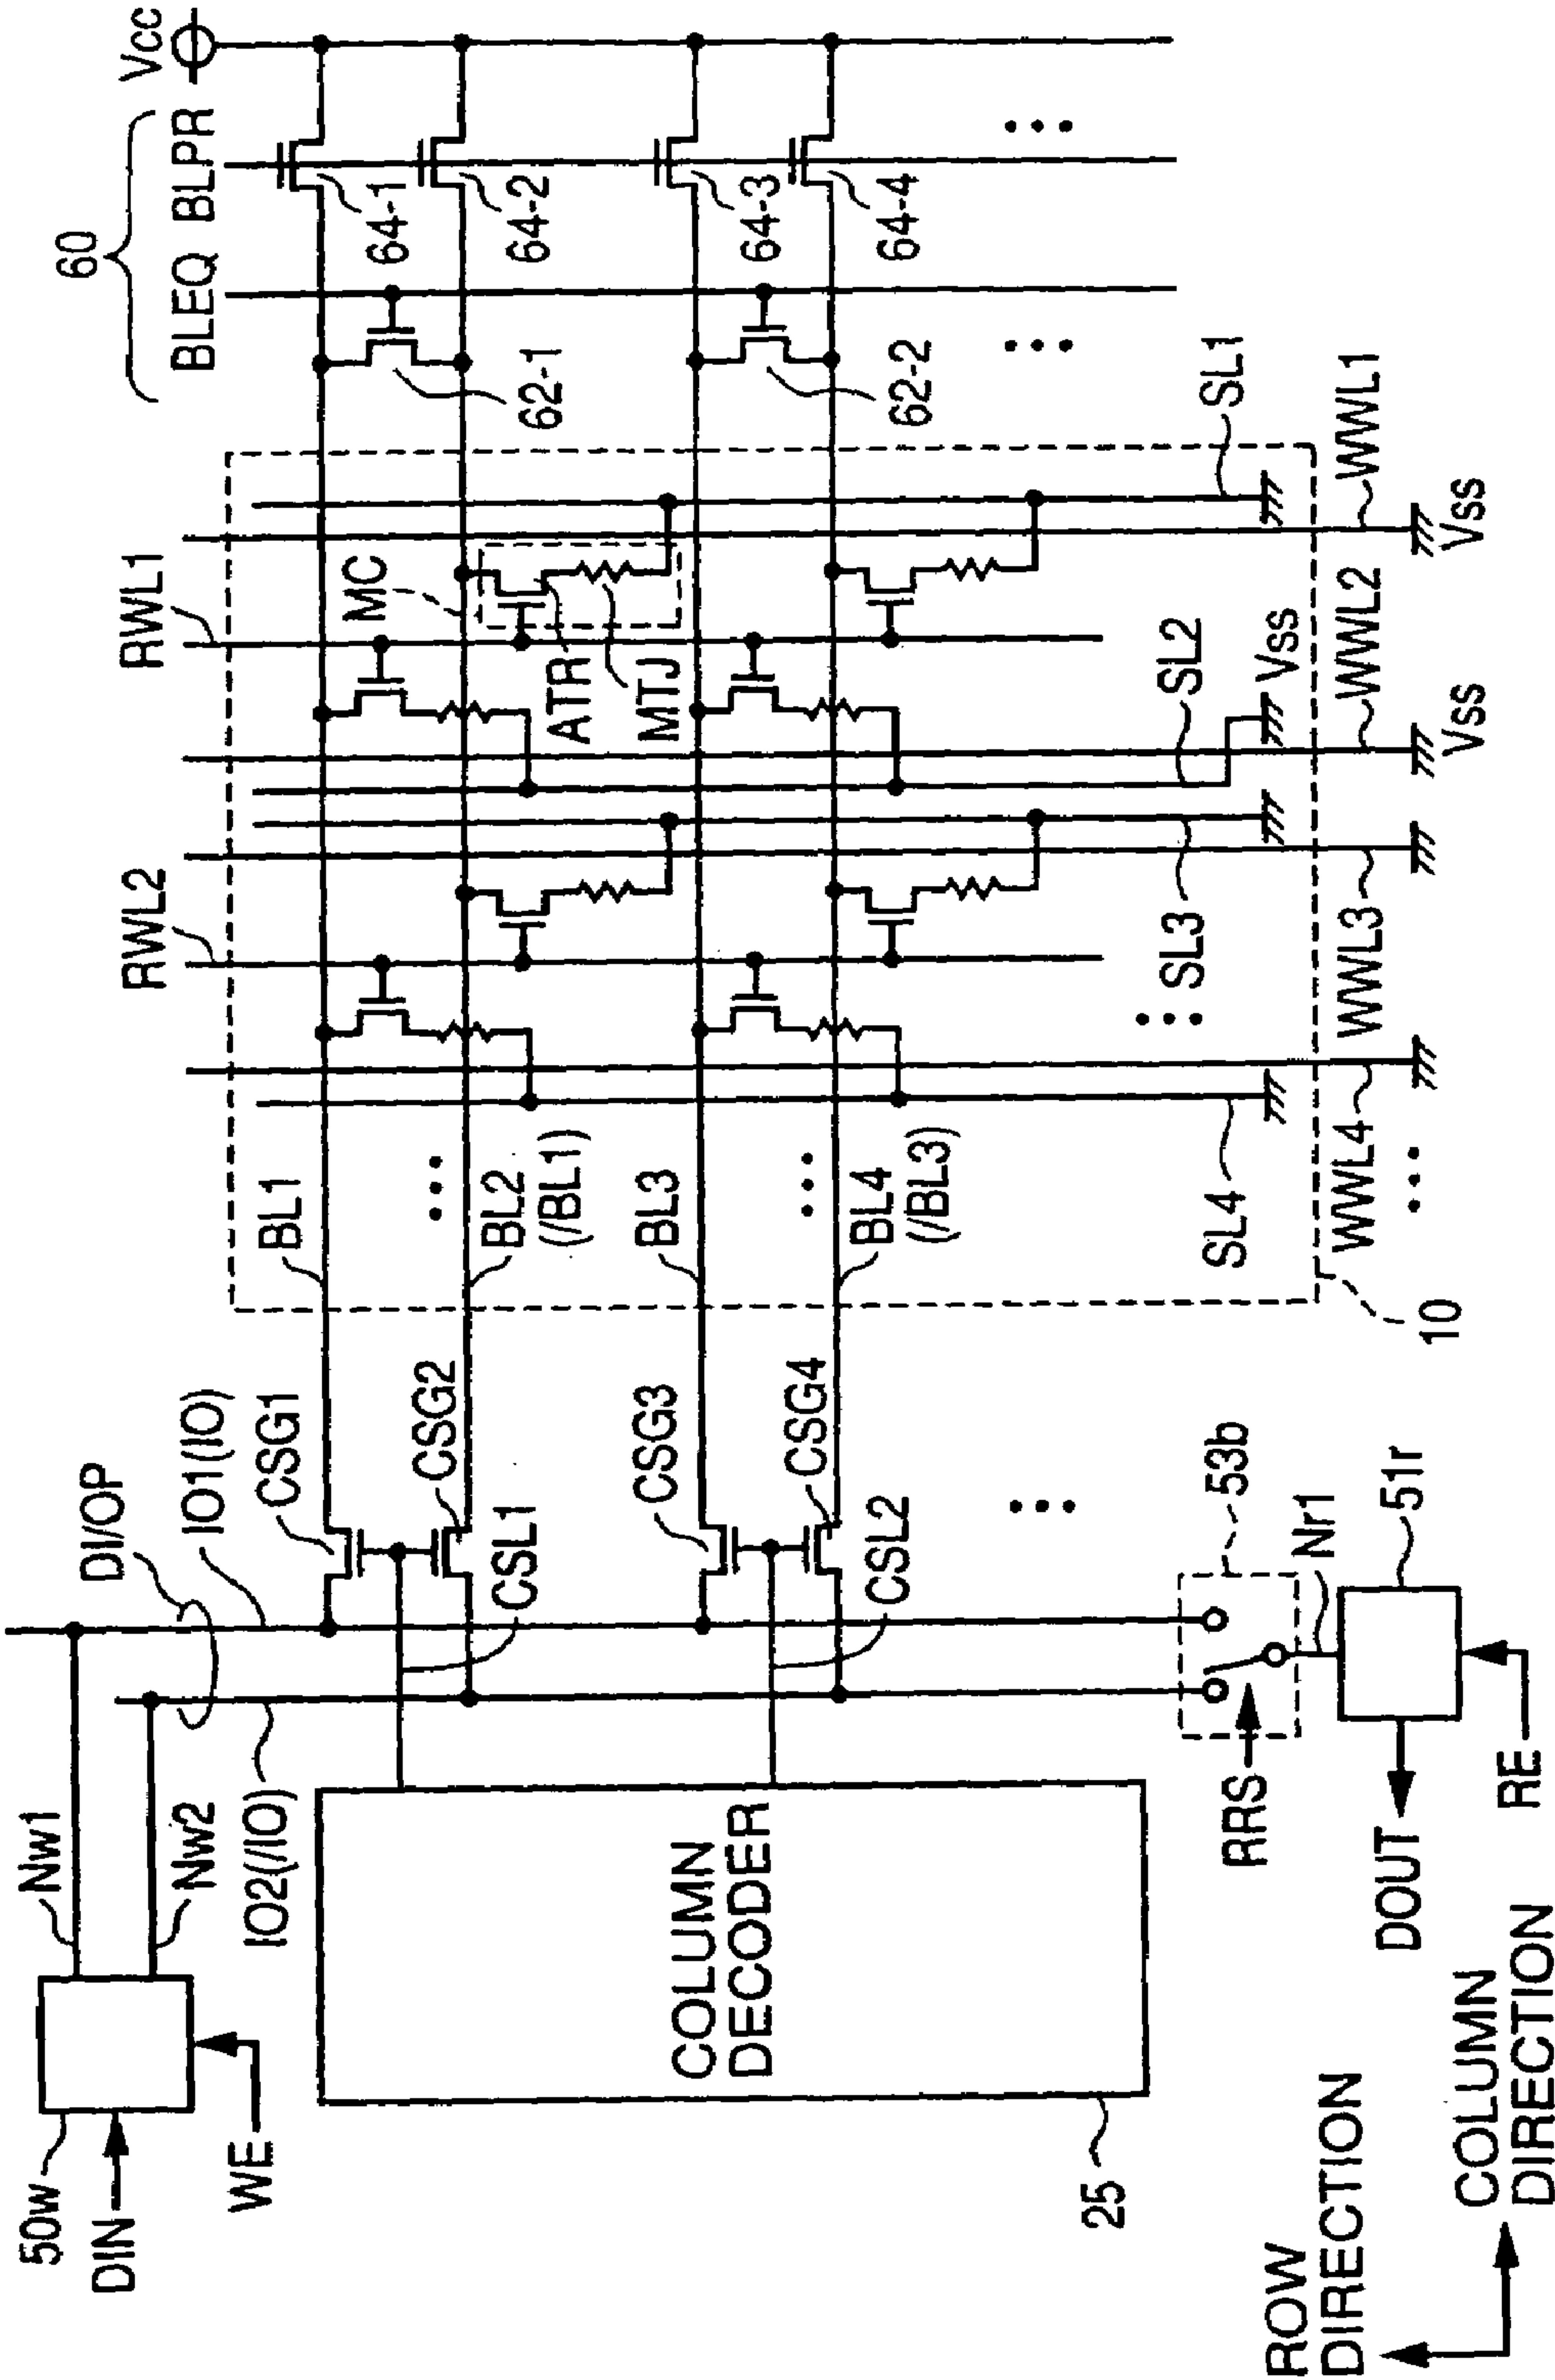 60
BLEQ
BLPR
Vcc
64-1
64-2
64-3
64-4
62-1
62-2
RWL1
RWL2
MC
ATR
MTJ
SL1
SL2
SL3
SL4
WWL1
WWL2
WWL3
WWL4
Vss
Vss
Vss
BL1
BL2
(/BL1)
BL3
BL4
(/BL3)
10
DI/OP
IO1(IO)
IO2(/IO)
CSG1
CSG2
CSG3
CSG4
CSL1
CSL2
53b
Nr1
51r
RRS
DOUT
RE
Nw1
Nw2
50w
DIN
WE
COLUMN
DECODER
25
ROW
DIRECTION
COLUMN
DIRECTION